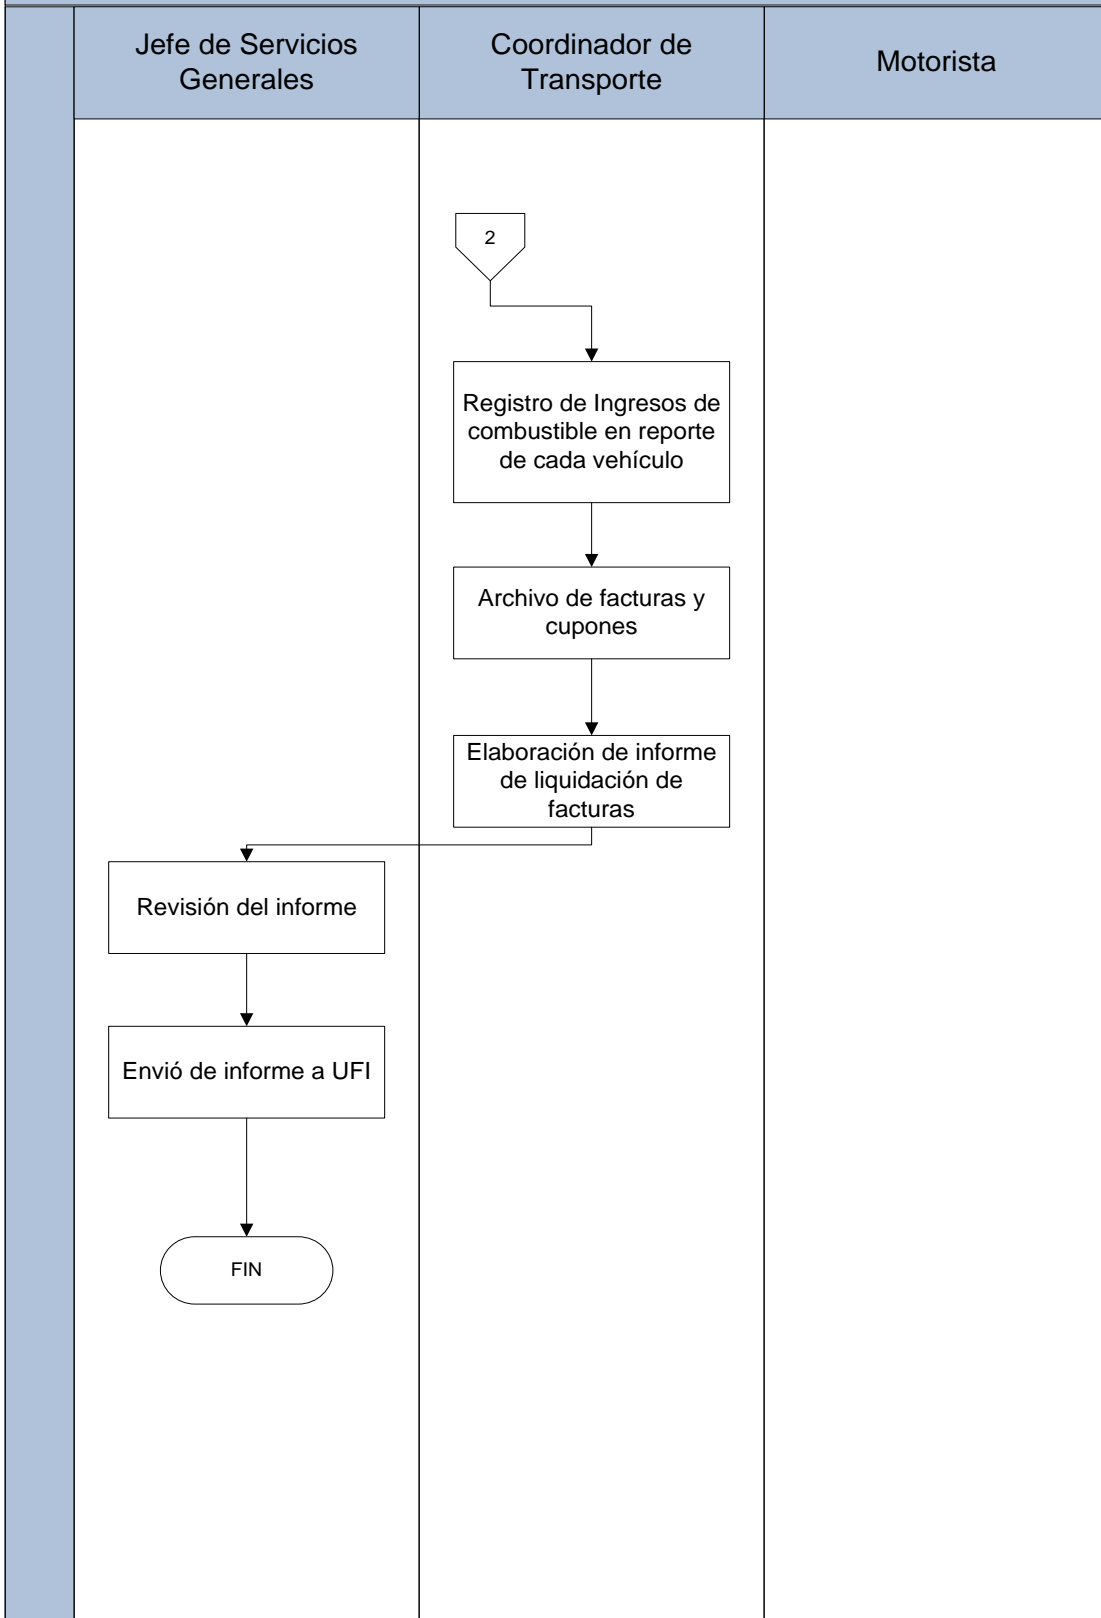 Jefe de Servicios
Generales
Coordinador de
Transporte
Motorista
2
Registro de Ingresos de
combustible en reporte
de cada vehículo
Archivo de facturas y
cupones
Elaboración de informe
de liquidación de
facturas
Revisión del informe
Envió de informe a UFI
FIN